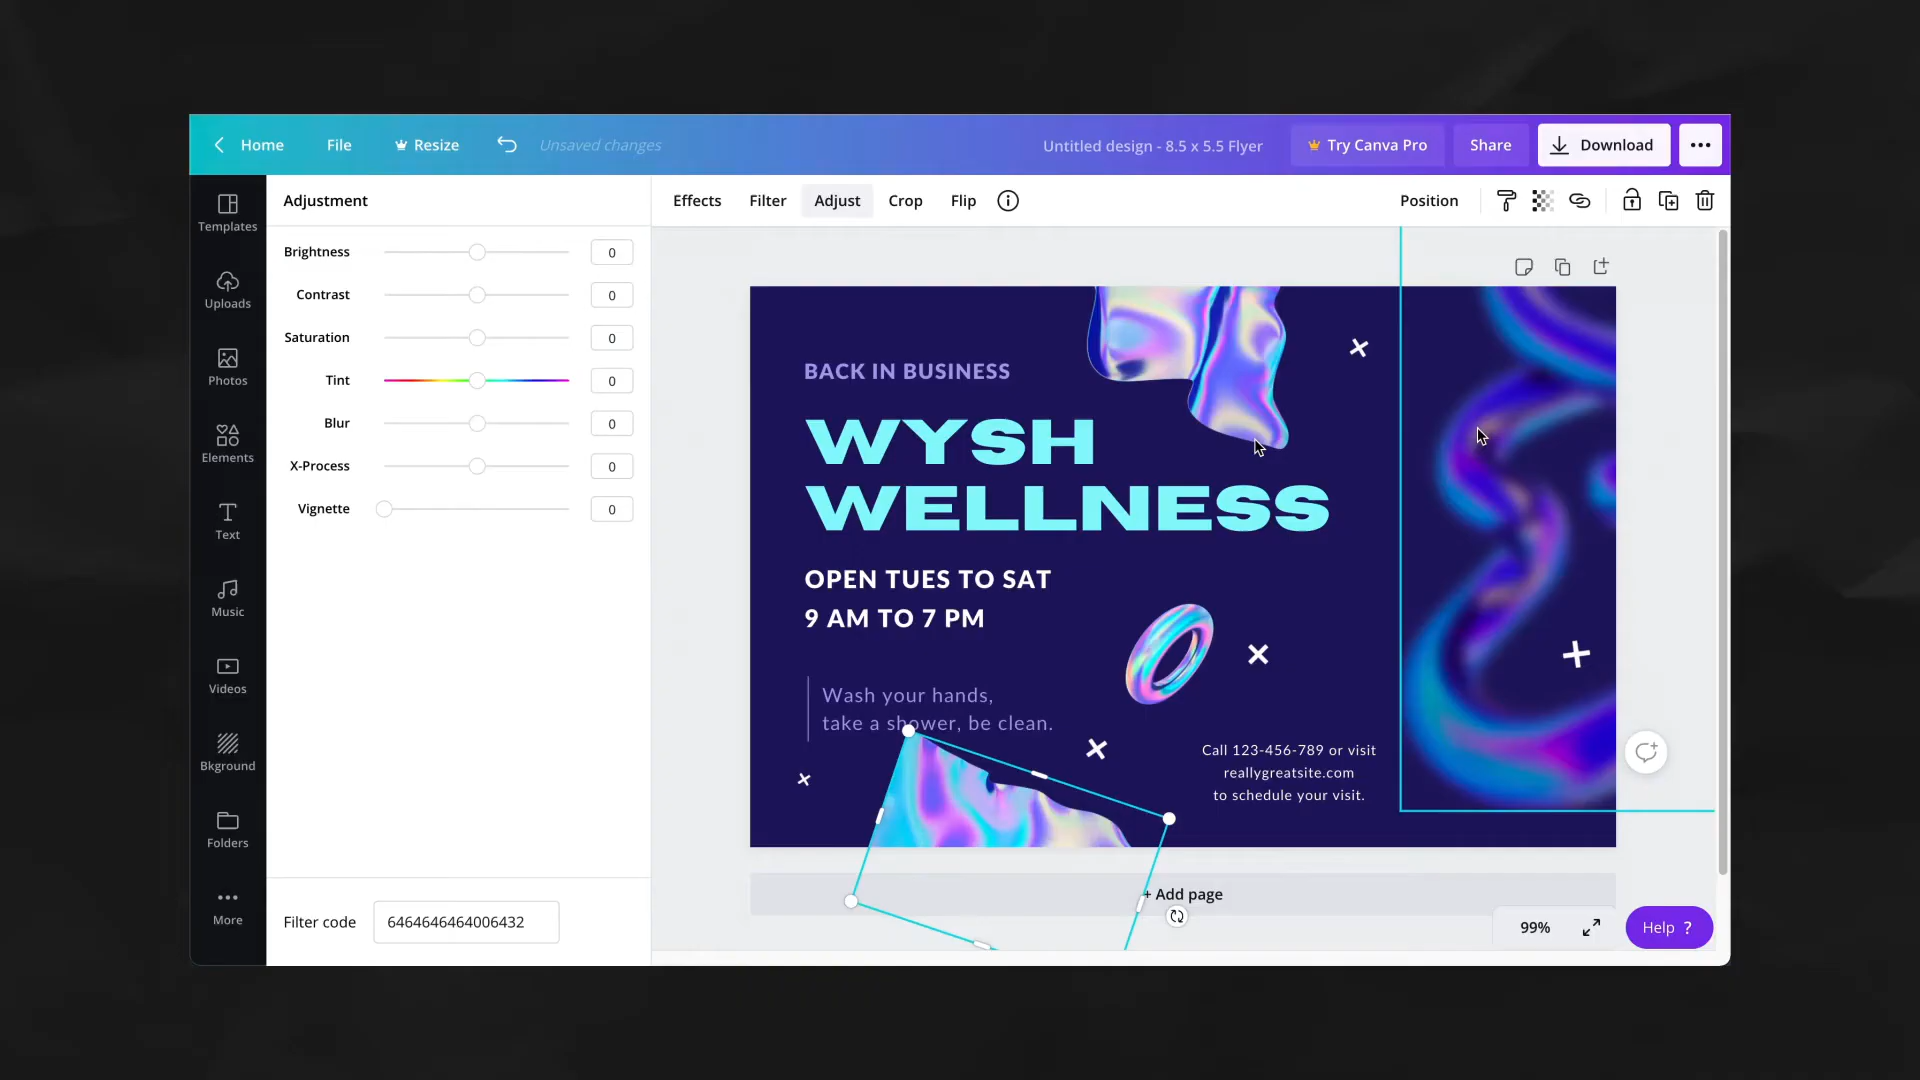 Home
File
Resize
Unsaved changes
Untitled design - 8.5 x 5.5 Flyer
Try Canva Pro
Share
Download
Templates
Uploads
Photos
Elements
Text
Music
Videos
Bkground
Folders
More
Adjustment
Brightness 0
Contrast 0
Saturation 0
Tint 0
Blur 0
X-Process 0
Vignette 0
Filter code 6464646464006432
Effects
Filter
Adjust
Crop
Flip
Position
BACK IN BUSINESS
WYSH
WELLNESS
OPEN TUES TO SAT
9 AM TO 7 PM
Wash your hands,
take a shower, be clean.
Call 123-456-789 or visit
reallygreatsite.com
to schedule your visit.
+ Add page
99%
Help ?